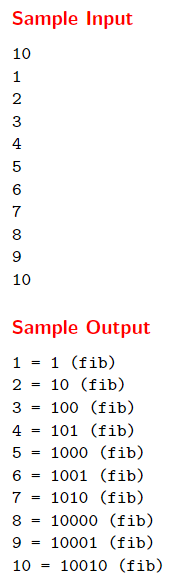 Sample Input
10
1
2
3
4
5
6
7
8
9
10
Sample Output
1 = 1 (fib)
2 = 10 (fib)
3 = 100 (fib)
4 = 101 (fib)
5 = 1000 (fib)
6 = 1001 (fib)
7 = 1010 (fib)
8 = 10000 (fib)
9 = 10001 (fib)
10 = 10010 (fib)